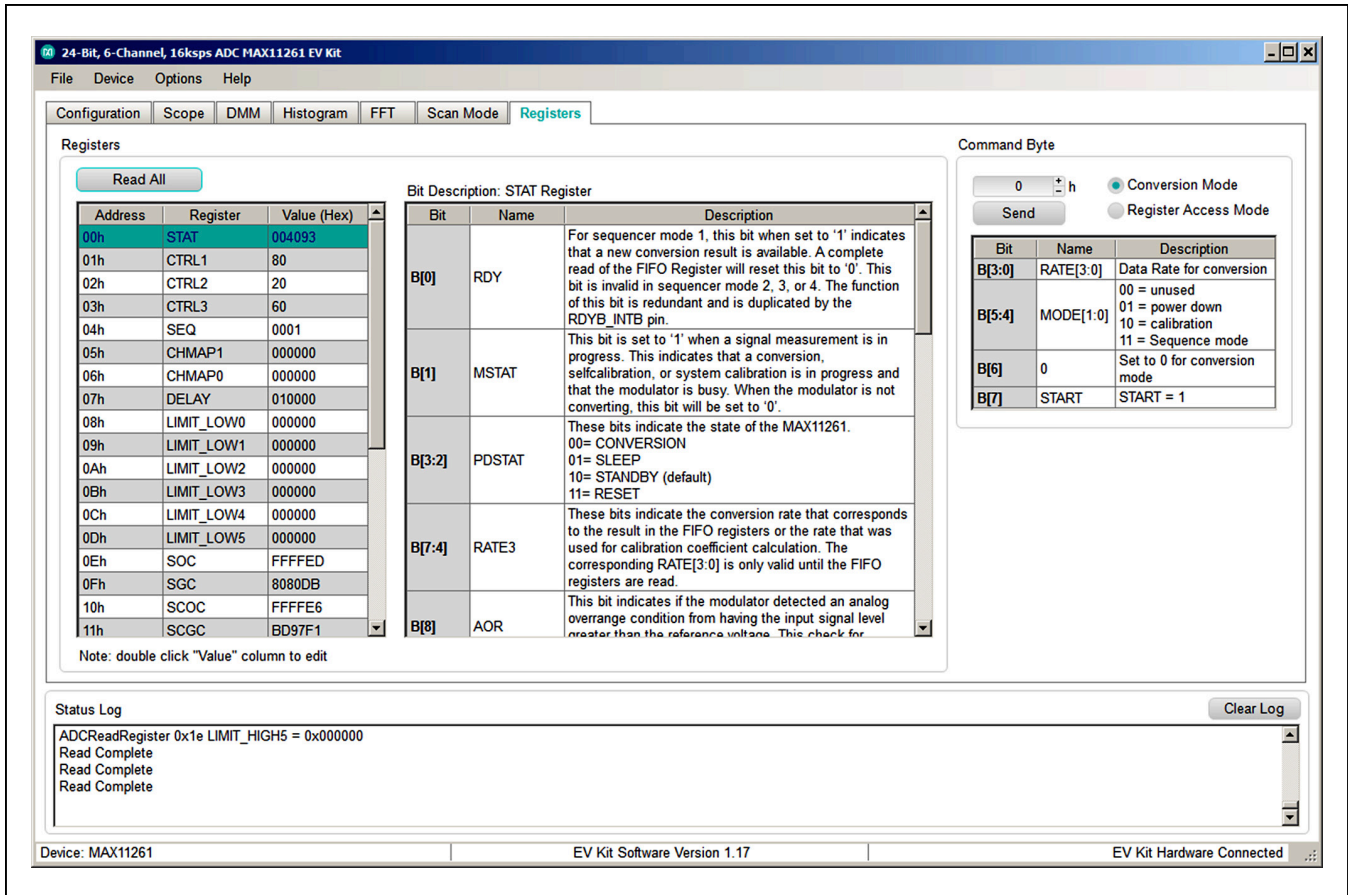 24-Bit, 6-Channel, 16ksps ADC MAX11261 EV Kit
File Device Options Help
Configuration Scope DMM Histogram FFT Scan Mode Registers
Registers
Read All
Address Register Value (Hex)
00h STAT 004093
01h CTRL1 80
02h CTRL2 20
03h CTRL3 60
04h SEQ 0001
05h CHMAP1 000000
06h CHMAP0 000000
07h DELAY 010000
08h LIMIT_LOW0 000000
09h LIMIT_LOW1 000000
0Ah LIMIT_LOW2 000000
0Bh LIMIT_LOW3 000000
0Ch LIMIT_LOW4 000000
0Dh LIMIT_LOW5 000000
0Eh SOC FFFFED
0Fh SGC 8080DB
10h SCOC FFFFE6
11h SCGC BD97F1
Note: double click "Value" column to edit
Bit Description: STAT Register
Bit Name Description
B[0] RDY
For sequencer mode 1, this bit when set to ‘1’ indicates
that a new conversion result is available. A complete
read of the FIFO Register will reset this bit to ‘0’. This
bit is invalid in sequencer mode 2, 3, or 4. The function
of this bit is redundant and is duplicated by the
RDYB_INTB pin.
B[1] MSTAT
This bit is set to ‘1’ when a signal measurement is in
progress. This indicates that a conversion,
selfcalibration, or system calibration is in progress and
that the modulator is busy. When the modulator is not
converting, this bit will be set to ‘0’.
B[3:2] PDSTAT
These bits indicate the state of the MAX11261.
00= CONVERSION
01= SLEEP
10= STANDBY (default)
11= RESET
B[7:4] RATE3
These bits indicate the conversion rate that corresponds
to the result in the FIFO registers or the rate that was
used for calibration coefficient calculation. The
corresponding RATE[3:0] is only valid until the FIFO
registers are read.
B[8] AOR
This bit indicates if the modulator detected an analog
overrange condition from having the input signal level
greater than the reference voltage. This check for
Command Byte
0 h
Send
Conversion Mode
Register Access Mode
Bit Name Description
B[3:0] RATE[3:0] Data Rate for conversion
B[5:4] MODE[1:0]
00 = unused
01 = power down
10 = calibration
11 = Sequence mode
B[6] 0
Set to 0 for conversion
mode
B[7] START START = 1
Status Log
Clear Log
ADCReadRegister 0x1e LIMIT_HIGH5 = 0x000000
Read Complete
Read Complete
Read Complete
Device: MAX11261 EV Kit Software Version 1.17 EV Kit Hardware Connected